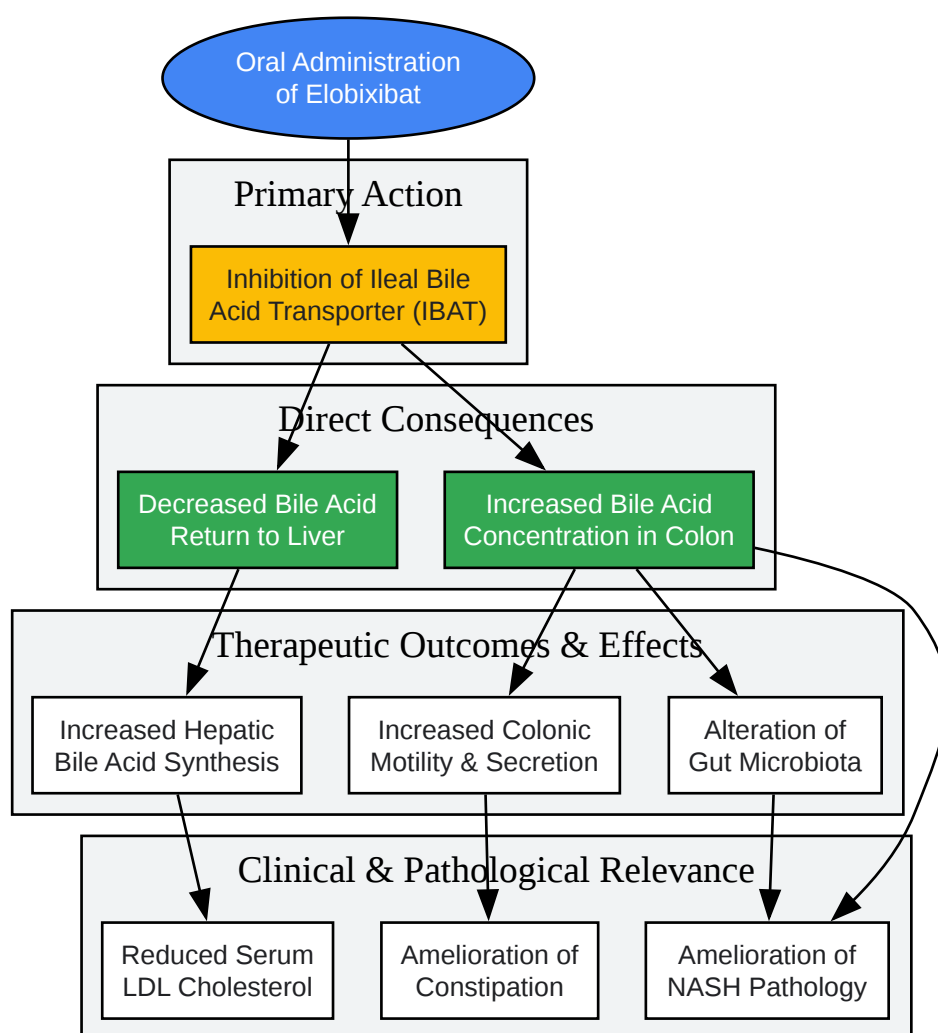 Oral Administration
of Elobixibat
Primary Action
Inhibition of Ileal Bile
Acid Transporter (IBAT)
Direct Consequences
Decreased Bile Acid
Return to Liver
Increased Bile Acid
Concentration in Colon
Therapeutic Outcomes & Effects
Increased Hepatic
Bile Acid Synthesis
Increased Colonic
Motility & Secretion
Alteration of
Gut Microbiota
Clinical & Pathological Relevance
Reduced Serum
LDL Cholesterol
Amelioration of
Constipation
Amelioration of
NASH Pathology